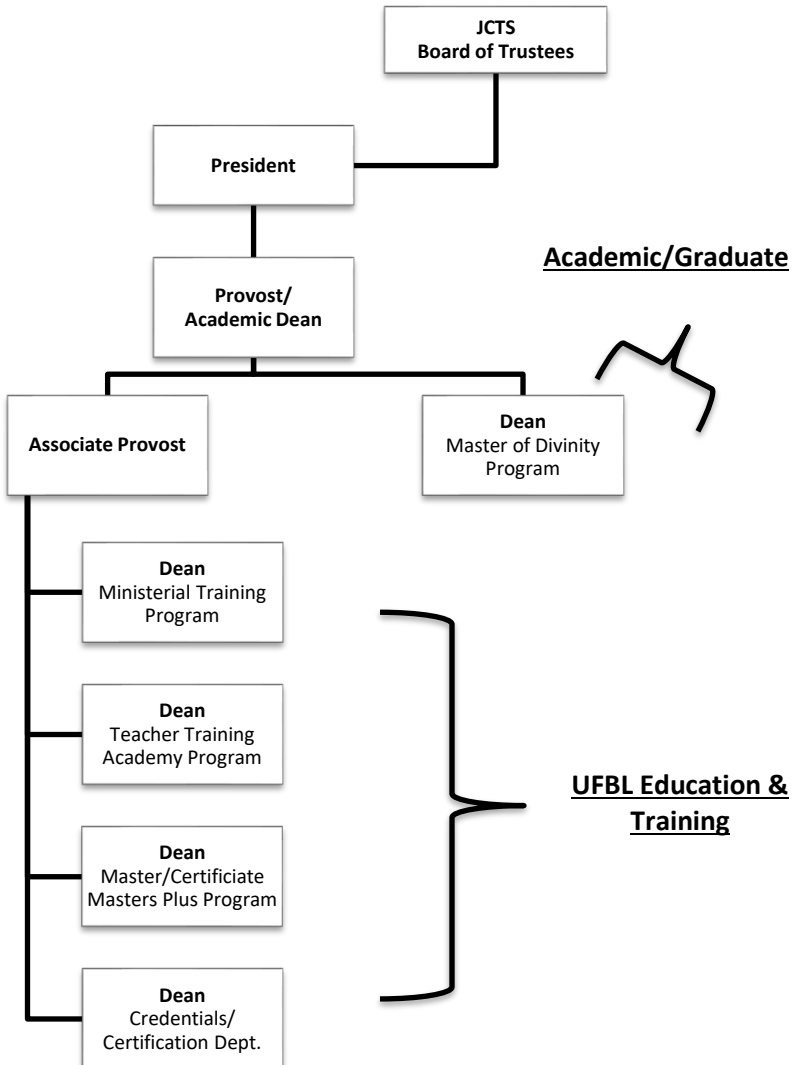 JCTS
Board of Trustees
President
Academic/Graduate
Provost/
Academic Dean
Associate Provost
Dean
Master of Divinity
Program
Dean
Ministerial Training
Program
Dean
Teacher Training
Academy Program
UFBL Education &
Training
Dean
Master/Certificiate
Masters Plus Program
Dean
Credentials/
Certification Dept.